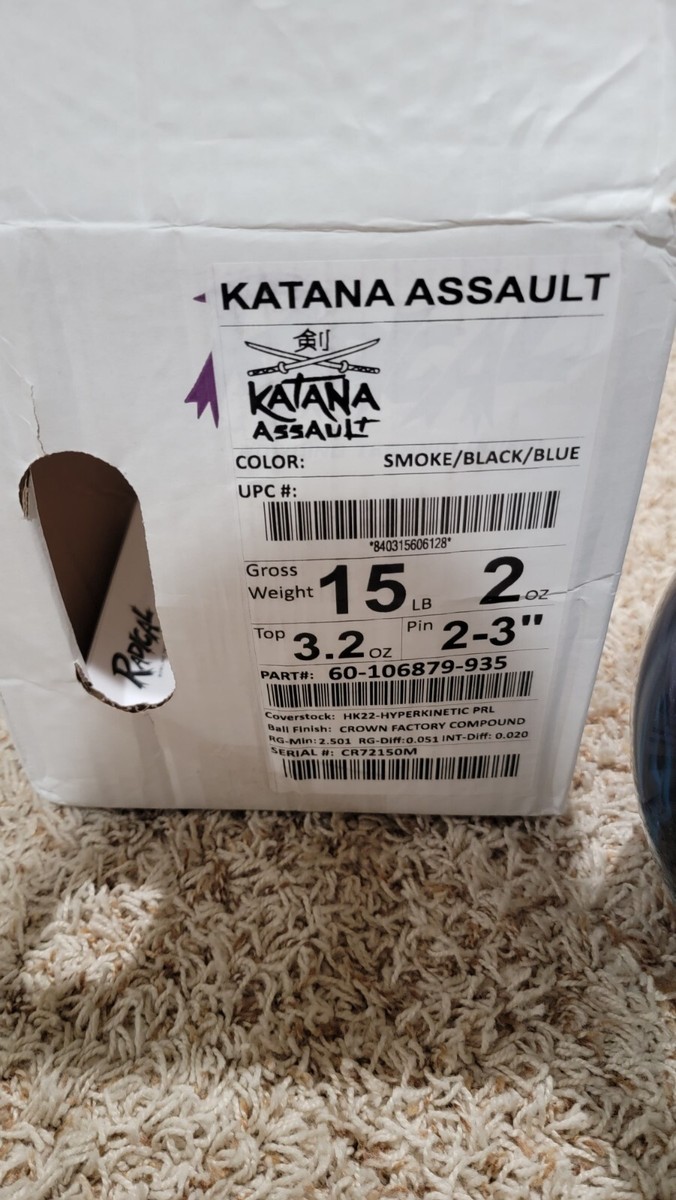 KATANA ASSAULT
剣
KATANA
ASSAULT
COLOR: SMOKE/BLACK/BLUE
UPC #:
*840315606128*
Gross Weight 15 LB 2 OZ
Top 3.2 OZ Pin 2-3"
PART#: 60-106879-935
Coverstock: HK22-HYPERKINETIC PRL
Ball Finish: CROWN FACTORY COMPOUND
RG-Min: 2.501 RG-Diff: 0.051 INT-Diff: 0.020
SERIAL #: CR72150M
RADICAL